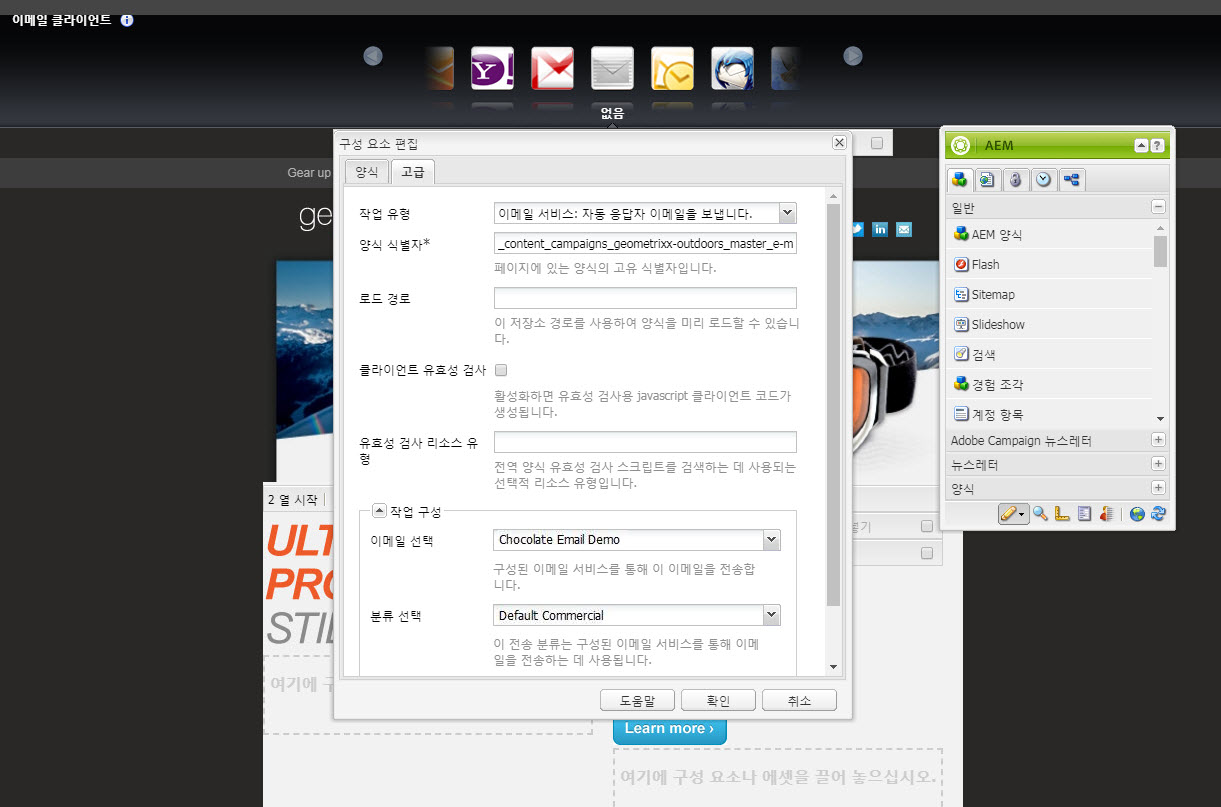 이메일 클라이언트
없음
구성 요소 편집
양식
고급
작업 유형
이메일 서비스: 자동 응답자 이메일을 보냅니다.
양식 식별자*
_content_campaigns_geometrixx-outdoors_master_e-m
페이지에 있는 양식의 고유 식별자입니다.
로드 경로
이 저장소 경로를 사용하여 양식을 미리 로드할 수 있습니
다.
클라이언트 유효성 검사
활성화하면 유효성 검사용 javascript 클라이언트 코드가
생성됩니다.
유효성 검사 리소스 유
형
전역 양식 유효성 검사 스크립트를 검색하는 데 사용되는
선택적 리소스 유형입니다.
작업 구성
이메일 선택
Chocolate Email Demo
구성된 이메일 서비스를 통해 이 이메일을 전송합
니다.
분류 선택
Default Commercial
이 전송 분류는 구성된 이메일 서비스를 통해 이메
일을 전송하는 데 사용됩니다.
도움말
확인
취소
Gear up
ge
2 열 시작
ULT
PRO
STIL
여기에 구
Learn more ›
여기에 구성 요소나 에셋을 끌어 놓으십시오.
AEM
?
일반
AEM 양식
Flash
Sitemap
Slideshow
검색
경험 조각
계정 항목
Adobe Campaign 뉴스레터
뉴스레터
양식